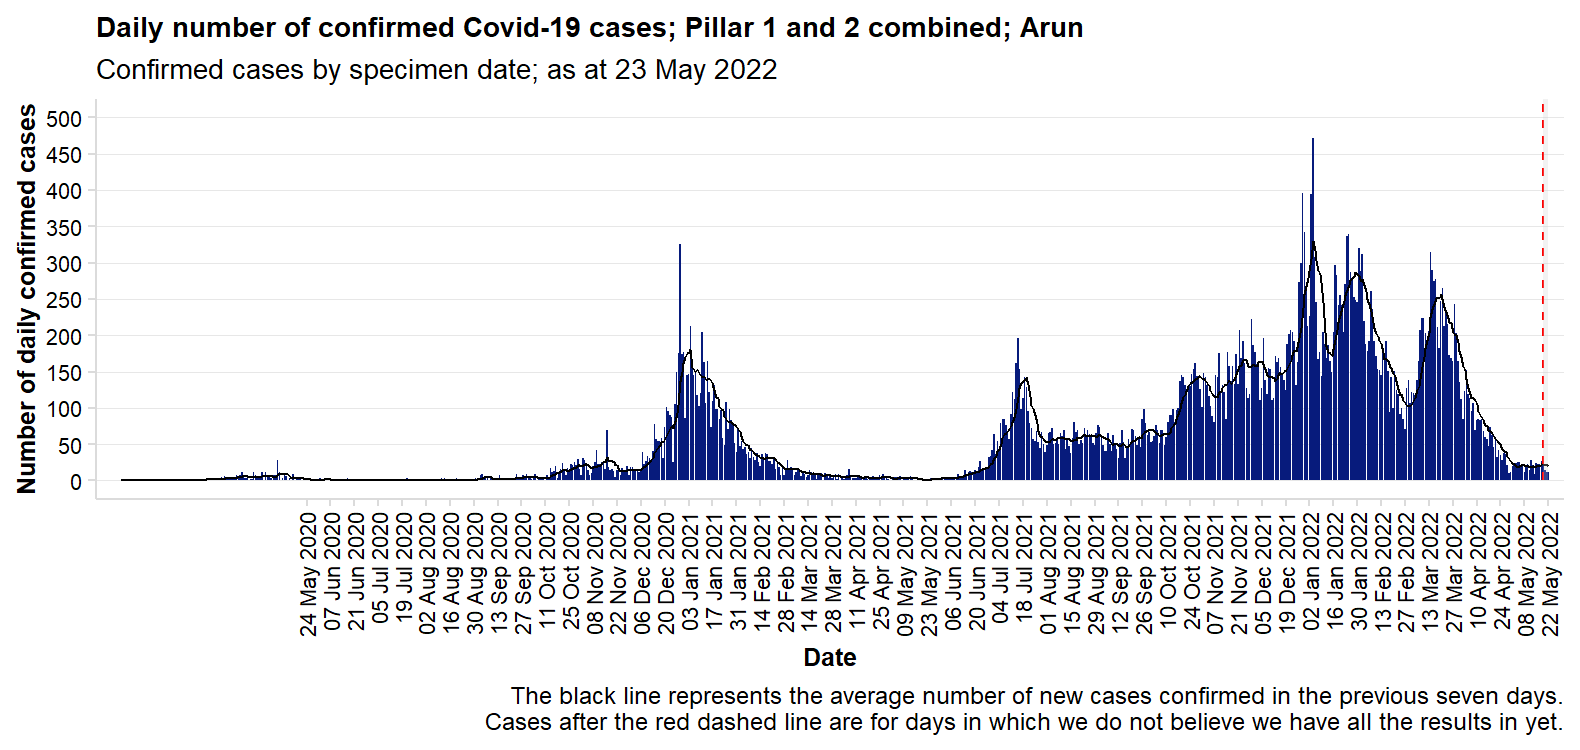 Daily number of confirmed Covid-19 cases; Pillar 1 and 2 combined; Arun
Confirmed cases by specimen date; as at 23 May 2022
Number of daily confirmed cases
500
450
400
350
300
250
200
150
100
50
0
24 May 2020
07 Jun 2020
21 Jun 2020
05 Jul 2020
19 Jul 2020
02 Aug 2020
16 Aug 2020
30 Aug 2020
13 Sep 2020
27 Sep 2020
11 Oct 2020
25 Oct 2020
08 Nov 2020
22 Nov 2020
06 Dec 2020
20 Dec 2020
03 Jan 2021
17 Jan 2021
31 Jan 2021
14 Feb 2021
28 Feb 2021
14 Mar 2021
28 Mar 2021
11 Apr 2021
25 Apr 2021
09 May 2021
23 May 2021
06 Jun 2021
20 Jun 2021
04 Jul 2021
18 Jul 2021
01 Aug 2021
15 Aug 2021
29 Aug 2021
12 Sep 2021
26 Sep 2021
10 Oct 2021
24 Oct 2021
07 Nov 2021
21 Nov 2021
05 Dec 2021
19 Dec 2021
02 Jan 2022
16 Jan 2022
30 Jan 2022
13 Feb 2022
27 Feb 2022
13 Mar 2022
27 Mar 2022
10 Apr 2022
24 Apr 2022
08 May 2022
22 May 2022
Date
The black line represents the average number of new cases confirmed in the previous seven days.
Cases after the red dashed line are for days in which we do not believe we have all the results in yet.